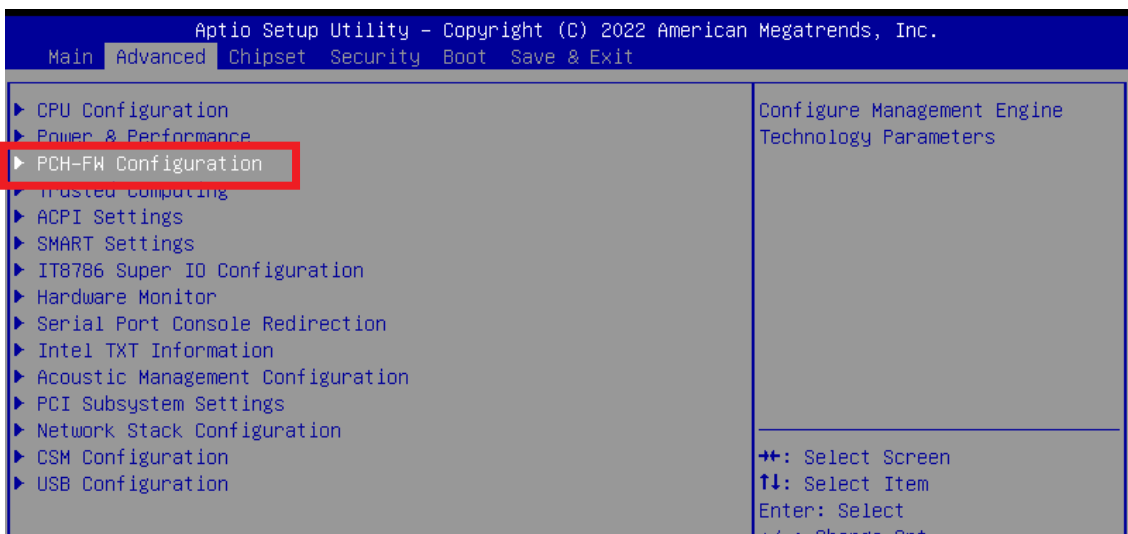 Aptio Setup Utility – Copyright (C) 2022 American Megatrends, Inc.
Main Advanced Chipset Security Boot Save & Exit
▶ CPU Configuration
▶ Power & Performance
▶ PCH-FW Configuration
▶ Trusted Computing
▶ ACPI Settings
▶ SMART Settings
▶ IT8786 Super IO Configuration
▶ Hardware Monitor
▶ Serial Port Console Redirection
▶ Intel TXT Information
▶ Acoustic Management Configuration
▶ PCI Subsystem Settings
▶ Network Stack Configuration
▶ CSM Configuration
▶ USB Configuration
Configure Management Engine
Technology Parameters
→←: Select Screen
↑↓: Select Item
Enter: Select
+/-: Change Opt.